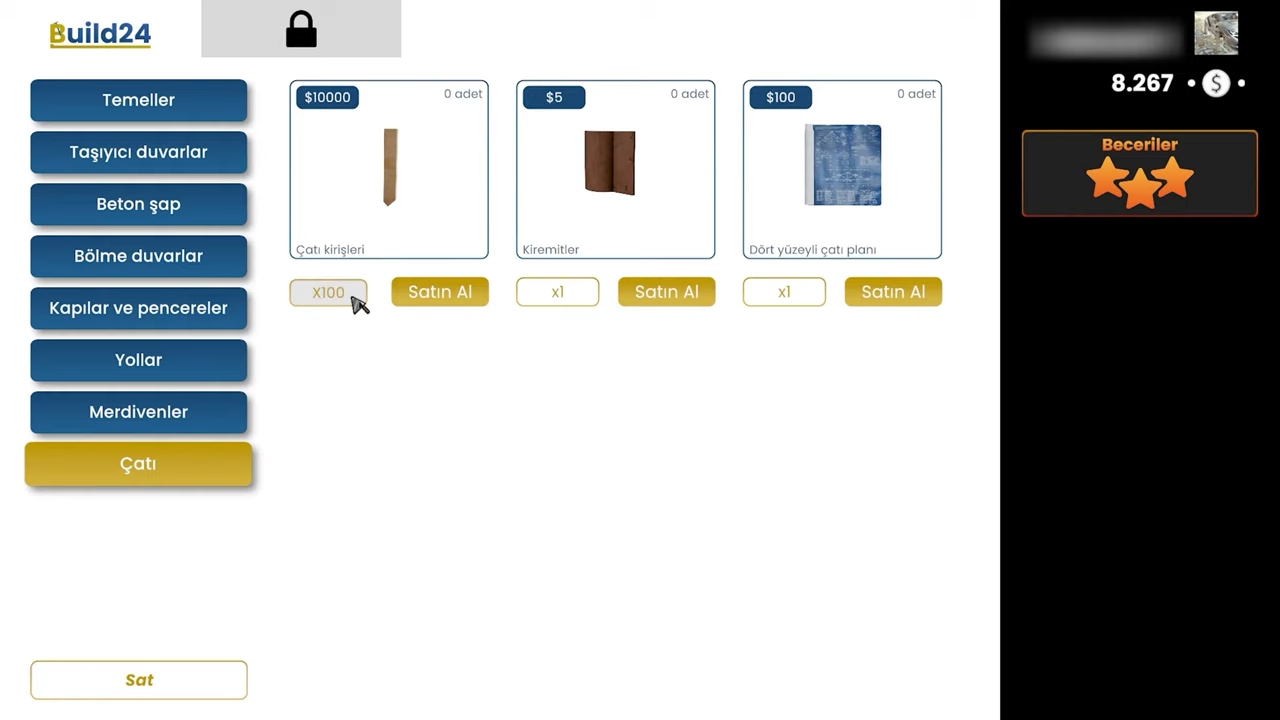 Build24
8.267
Temeller
Taşıyıcı duvarlar
Beton şap
Bölme duvarlar
Kapılar ve pencereler
Yollar
Merdivenler
Çatı
Sat
$10000
0 adet
Çatı kirişleri
X100
Satın Al
$5
0 adet
Kiremitler
x1
Satın Al
$100
0 adet
Dört yüzeyli çatı planı
x1
Satın Al
Beceriler